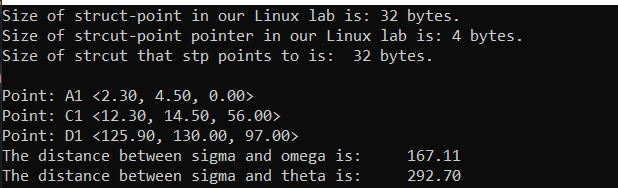 Size of struct-point in our Linux lab is: 32 bytes.
Size of struct-point pointer in our Linux lab is: 4 bytes.
Size of strcut that stp points to is:  32 bytes.
Point: A1 <2.30, 4.50, 0.00>
Point: C1 <12.30, 14.50, 56.00>
Point: D1 <125.90, 130.00, 97.00>
The distance between sigma and omega is:     167.11
The distance between sigma and theta is:     292.70